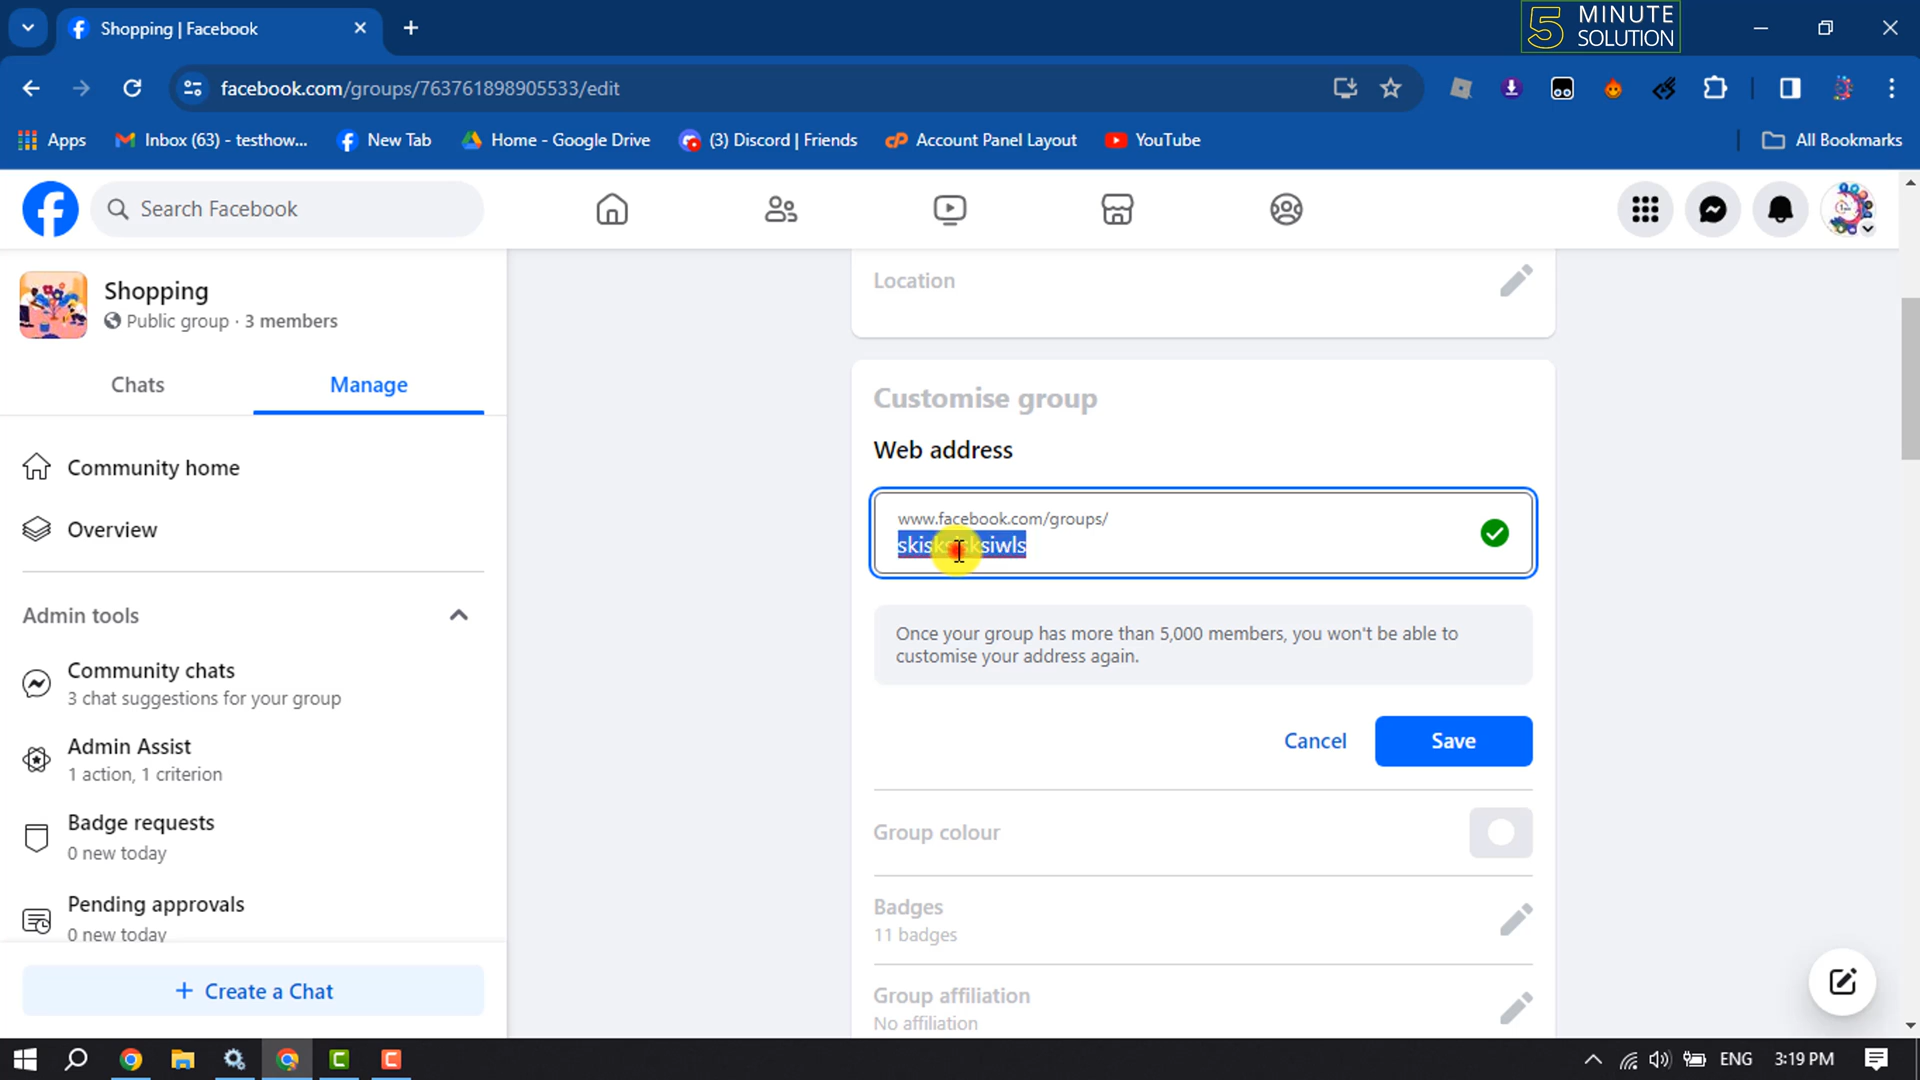 Shopping | Facebook
5 MINUTE
SOLUTION
facebook.com/groups/763761898905533/edit
Apps
Inbox (63) - testhow...
New Tab
Home - Google Drive
(3) Discord | Friends
Account Panel Layout
YouTube
All Bookmarks
Search Facebook
Shopping
Public group · 3 members
Chats
Manage
Community home
Overview
Admin tools
Community chats
3 chat suggestions for your group
Admin Assist
1 action, 1 criterion
Badge requests
0 new today
Pending approvals
0 new today
+ Create a Chat
Location
Customise group
Web address
www.facebook.com/groups/
Once your group has more than 5,000 members, you won't be able to
customise your address again.
Cancel
Save
Group colour
Badges
11 badges
Group affiliation
No affiliation
ENG
3:19 PM